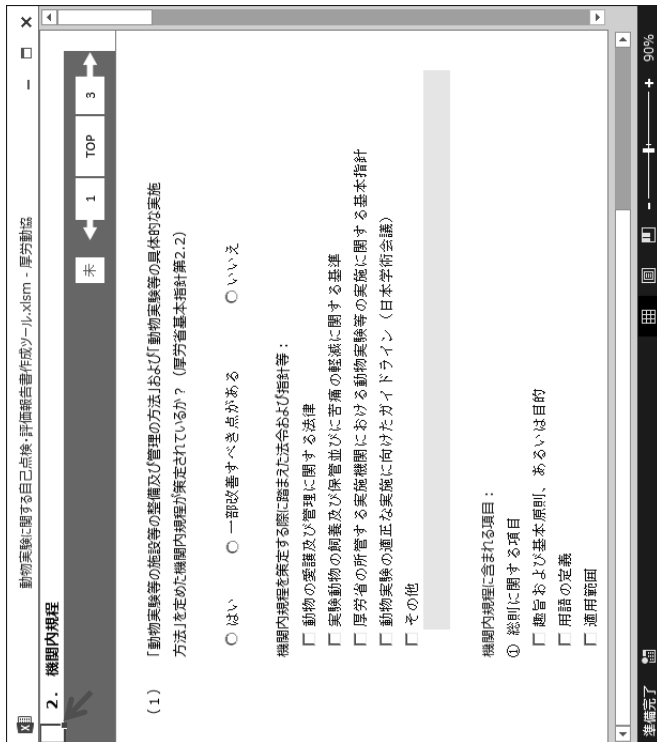 動物実験に関する自己点検・評価報告書作成ツール.xlsm - 厚労動協
2. 機関内規程
未 1 TOP 3
(1) 「動物実験等の施設等の整備及び管理の方法」および「動物実験等の具体的な実施
方法」を定めた機関内規程が策定されているか? (厚労省基本指針第2.2)
はい 一部改善すべき点がある いいえ
機関内規程を策定する際に踏まえた法令および指針等:
動物の愛護及び管理に関する法律
実験動物の飼養及び保管並びに苦痛の軽減に関する基準
厚労省の所管する実施機関における動物実験等の実施に関する基本指針
動物実験の適正な実施に向けたガイドライン(日本学術会議)
その他
機関内規程に含まれる項目:
① 総則に関する項目
趣旨および基本原則、あるいは目的
用語の定義
適用範囲
準備完了 90%